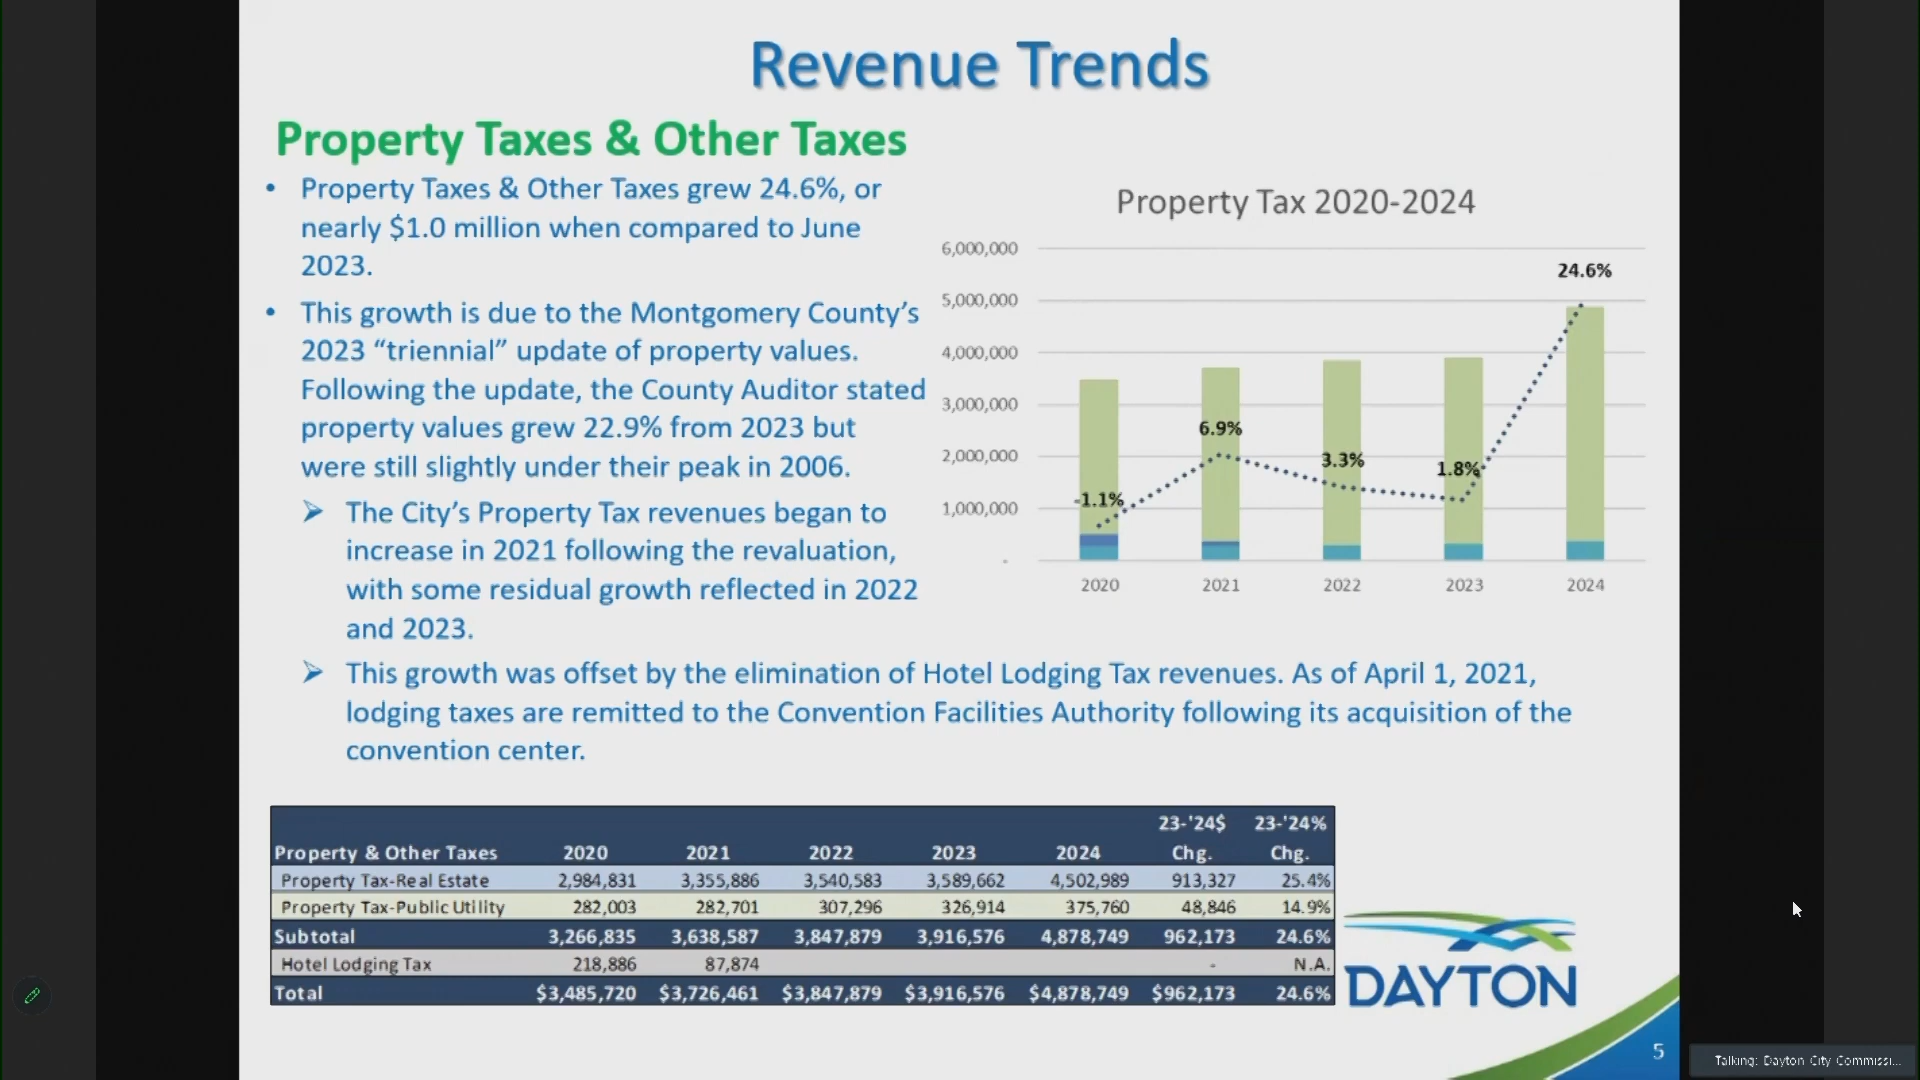 Revenue Trends
Property Taxes & Other Taxes
• Property Taxes & Other Taxes grew 24.6%, or
nearly $1.0 million when compared to June
2023.
• This growth is due to the Montgomery County’s
2023 “triennial” update of property values.
Following the update, the County Auditor stated
property values grew 22.9% from 2023 but
were still slightly under their peak in 2006.
➢ The City’s Property Tax revenues began to
increase in 2021 following the revaluation,
with some residual growth reflected in 2022
and 2023.
➢ This growth was offset by the elimination of Hotel Lodging Tax revenues. As of April 1, 2021,
lodging taxes are remitted to the Convention Facilities Authority following its acquisition of the
convention center.
Property Tax 2020-2024
6,000,000
24.6%
5,000,000
4,000,000
3,000,000
6.9%
2,000,000
3.3%
1.8%
-1.1%
1,000,000
-
2020 2021 2022 2023 2024
23-'24$ 23-'24%
Property & Other Taxes 2020 2021 2022 2023 2024 Chg. Chg.
Property Tax-Real Estate 2,984,831 3,355,886 3,540,583 3,589,662 4,502,989 913,327 25.4%
Property Tax-Public Utility 282,003 282,701 307,296 326,914 375,760 48,846 14.9%
Subtotal 3,266,835 3,638,587 3,847,879 3,916,576 4,878,749 962,173 24.6%
Hotel Lodging Tax 218,886 87,874 - N.A.
Total $3,485,720 $3,726,461 $3,847,879 $3,916,576 $4,878,749 $962,173 24.6%
DAYTON
5
Talking: Dayton City Commissi...